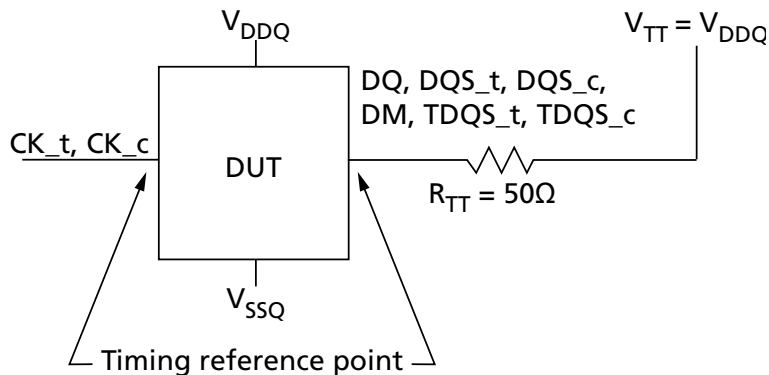 V_DDQ
V_TT = V_DDQ
DQ, DQS_t, DQS_c,
DM, TDQS_t, TDQS_c
CK_t, CK_c
DUT
R_TT = 50Ω
V_SSQ
Timing reference point